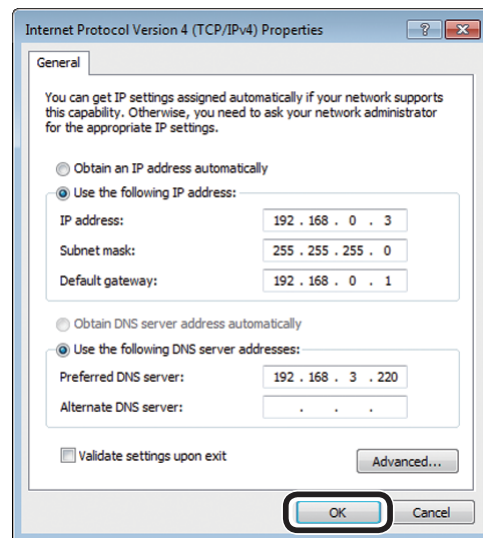 Internet Protocol Version 4 (TCP/IPv4) Properties
General
You can get IP settings assigned automatically if your network supports
this capability. Otherwise, you need to ask your network administrator
for the appropriate IP settings.
Obtain an IP address automatically
Use the following IP address:
IP address: 192 . 168 . 0 . 3
Subnet mask: 255 . 255 . 255 . 0
Default gateway: 192 . 168 . 0 . 1
Obtain DNS server address automatically
Use the following DNS server addresses:
Preferred DNS server: 192 . 168 . 3 . 220
Alternate DNS server: . . .
Validate settings upon exit
Advanced...
OK Cancel